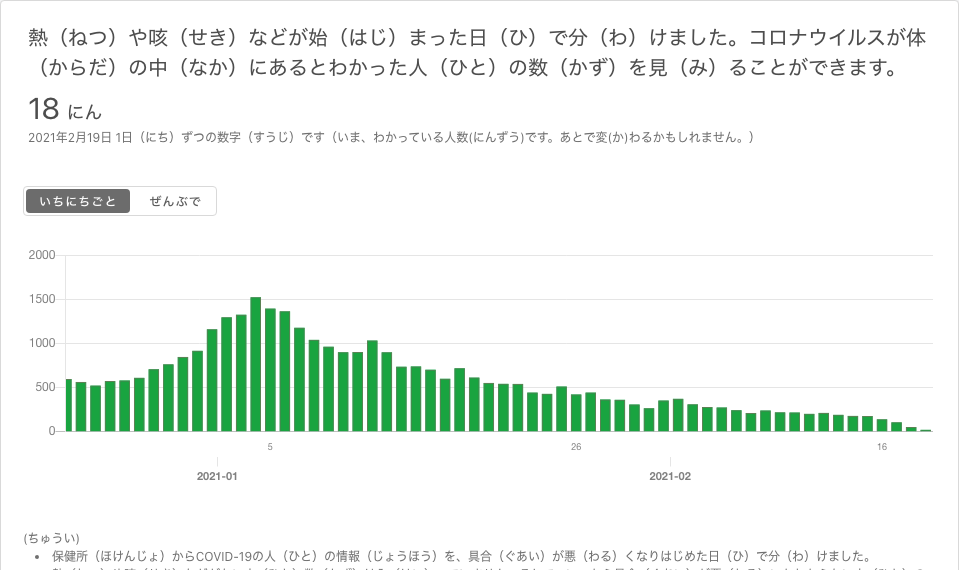 熱（ねつ）や咳（せき）などが始（はじ）まった日（ひ）で分（わ）けました。コロナウイルスが体
（からだ）の中（なか）にあるとわかった人（ひと）の数（かず）を見（み）ることができます。
18 にん
2021年2月19日 1日（にち）ずつの数字（すうじ）です（いま、わかっている人数(にんずう)です。あとで変(か)わるかもしれません。）
いちにちごと ぜんぶで
2000
1500
1000
500
0
5 26 16
2021-01 2021-02
(ちゅうい)
• 保健所（ほけんじょ）からCOVID-19の人（ひと）の情報（じょうほう）を、具合（ぐあい）が悪（わる）くなりはじめた日（ひ）で分（わ）けました。